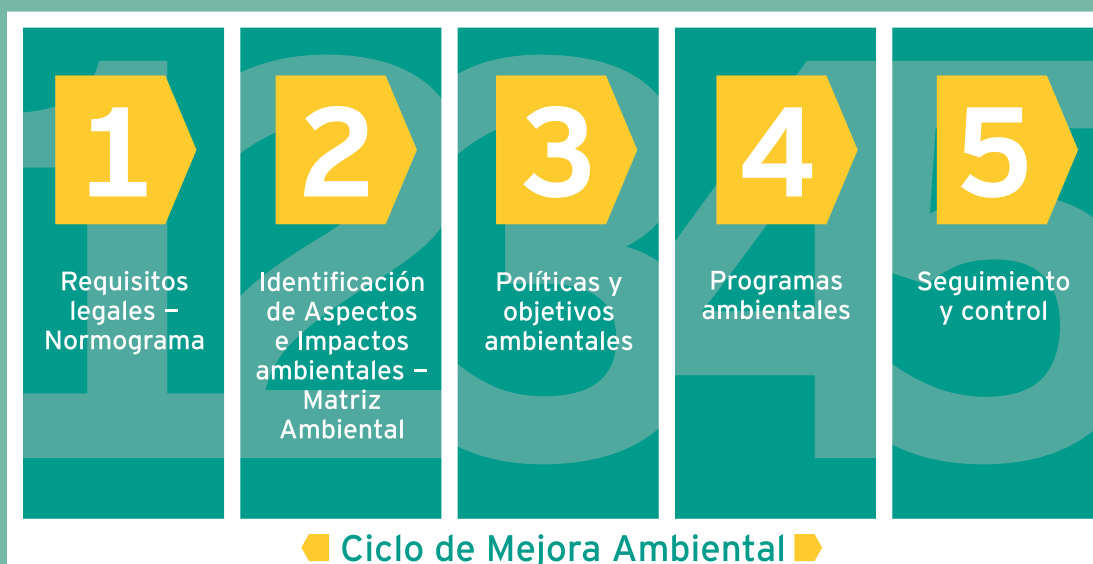 1
Requisitos
legales –
Normograma
2
Identificación
de Aspectos
e Impactos
ambientales –
Matriz
Ambiental
3
Políticas y
objetivos
ambientales
4
Programas
ambientales
5
Seguimiento
y control
Ciclo de Mejora Ambiental